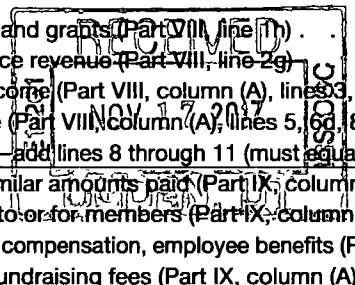 and grants (Part VIII, line 1h) . .
ce revenue (Part VIII, line 2g)
come (Part VIII, column (A), lines 3,
e (Part VIII, column (A), lines 5, 6d, 8
—add lines 8 through 11 (must equal
milar amounts paid (Part IX, column
to or for members (Part IX, column
compensation, employee benefits (P
undraising fees (Part IX, column (A)
RECEIVED
NOV 17 2017